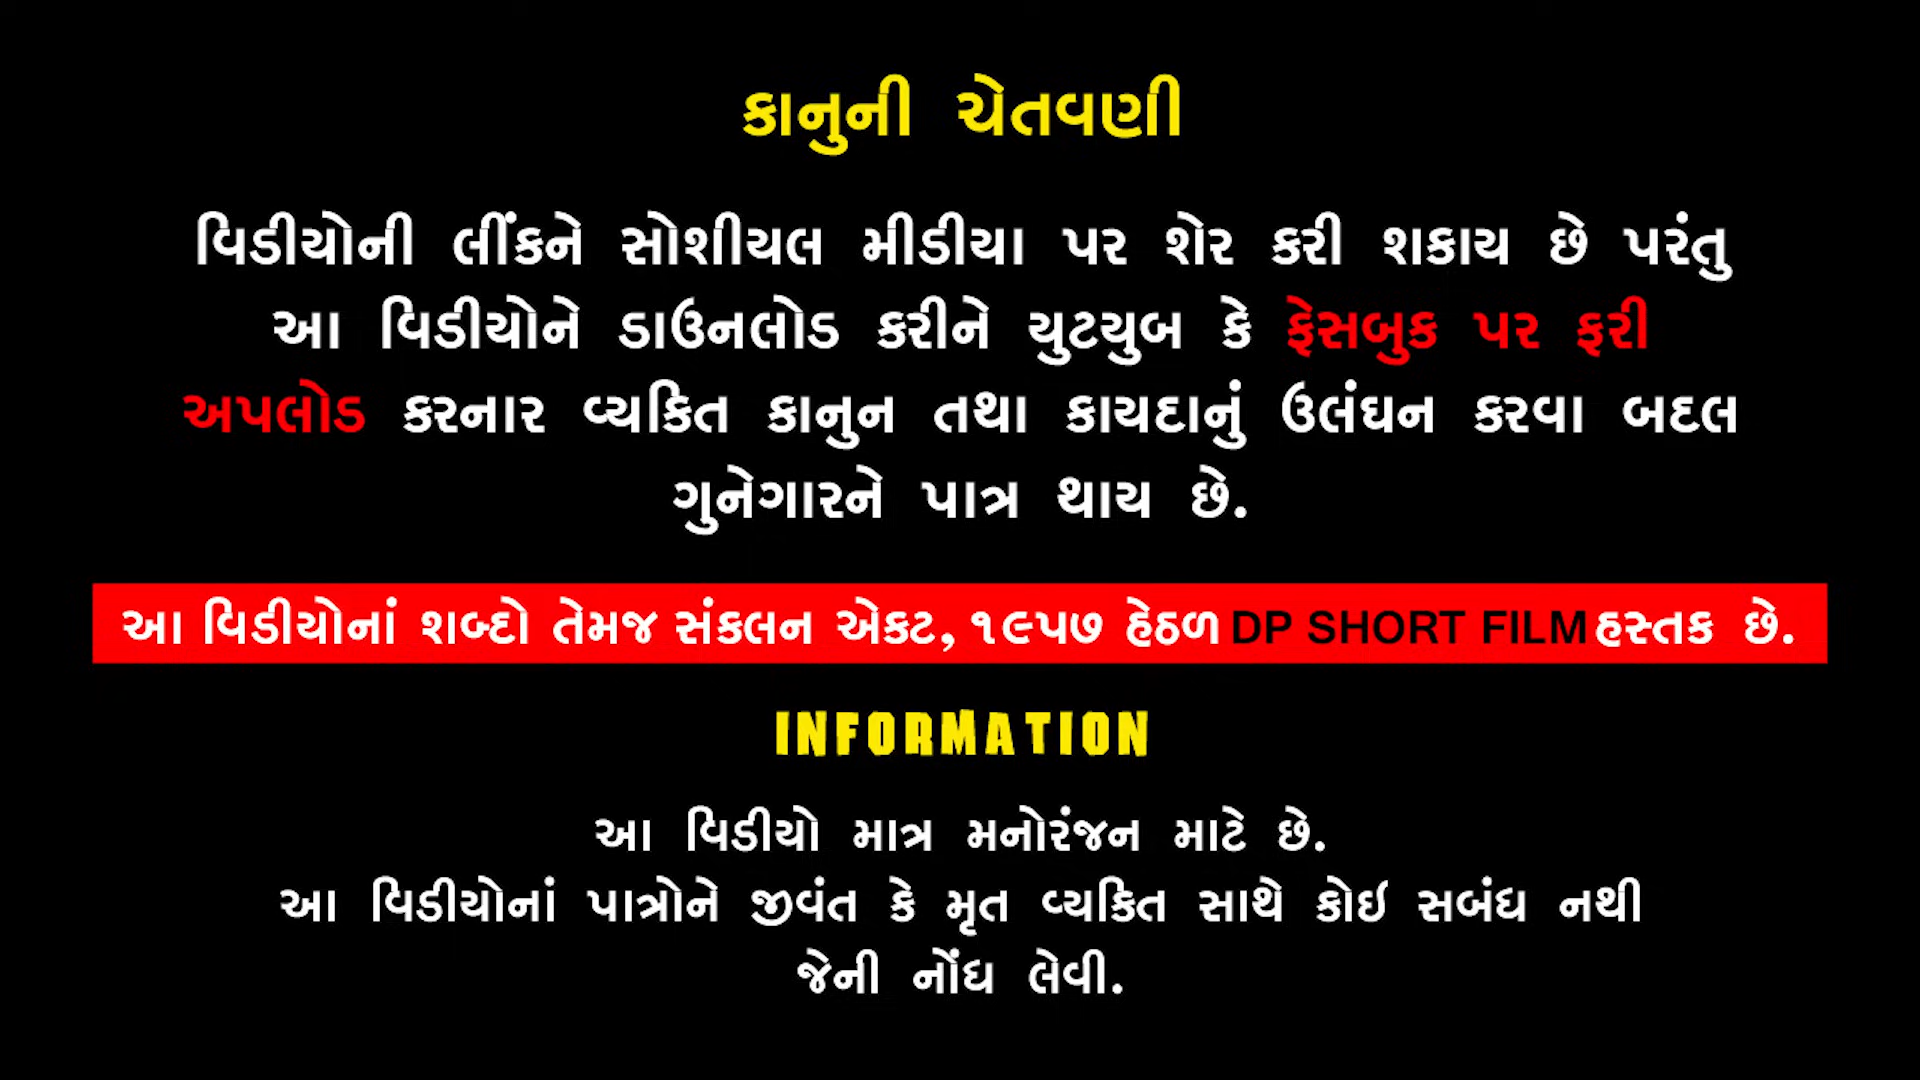 કાનુની ચેતવણી
વિડીયોની લીંકને સોશીયલ મીડીયા પર શેર કરી શકાય છે પરંતુ
આ વિડીયોને ડાઉનલોડ કરીને યુટયુબ કે ફેસબુક પર ફરી
અપલોડ કરનાર વ્યકિત કાનુન તથા કાયદાનું ઉલંઘન કરવા બદલ
ગુનેગારને પાત્ર થાય છે.
આ વિડીયોનાં શબ્દો તેમજ સંકલન એકટ, ૧૯૫૭ હેઠળ DP SHORT FILM હસ્તક છે.
INFORMATION
આ વિડીયો માત્ર મનોરંજન માટે છે.
આ વિડીયોનાં પાત્રોને જીવંત કે મૃત વ્યકિત સાથે કોઇ સબંધ નથી
જેની નોંધ લેવી.